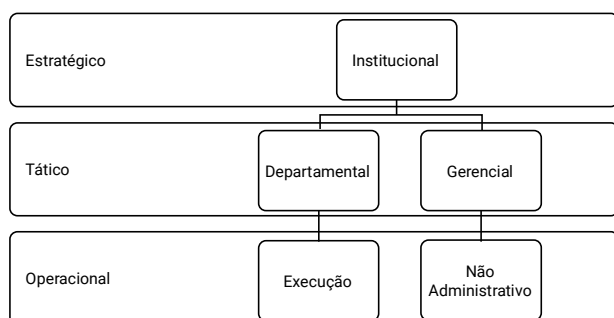 Estratégico
Institucional
Tático
Departamental
Gerencial
Operacional
Execução
Não
Administrativo